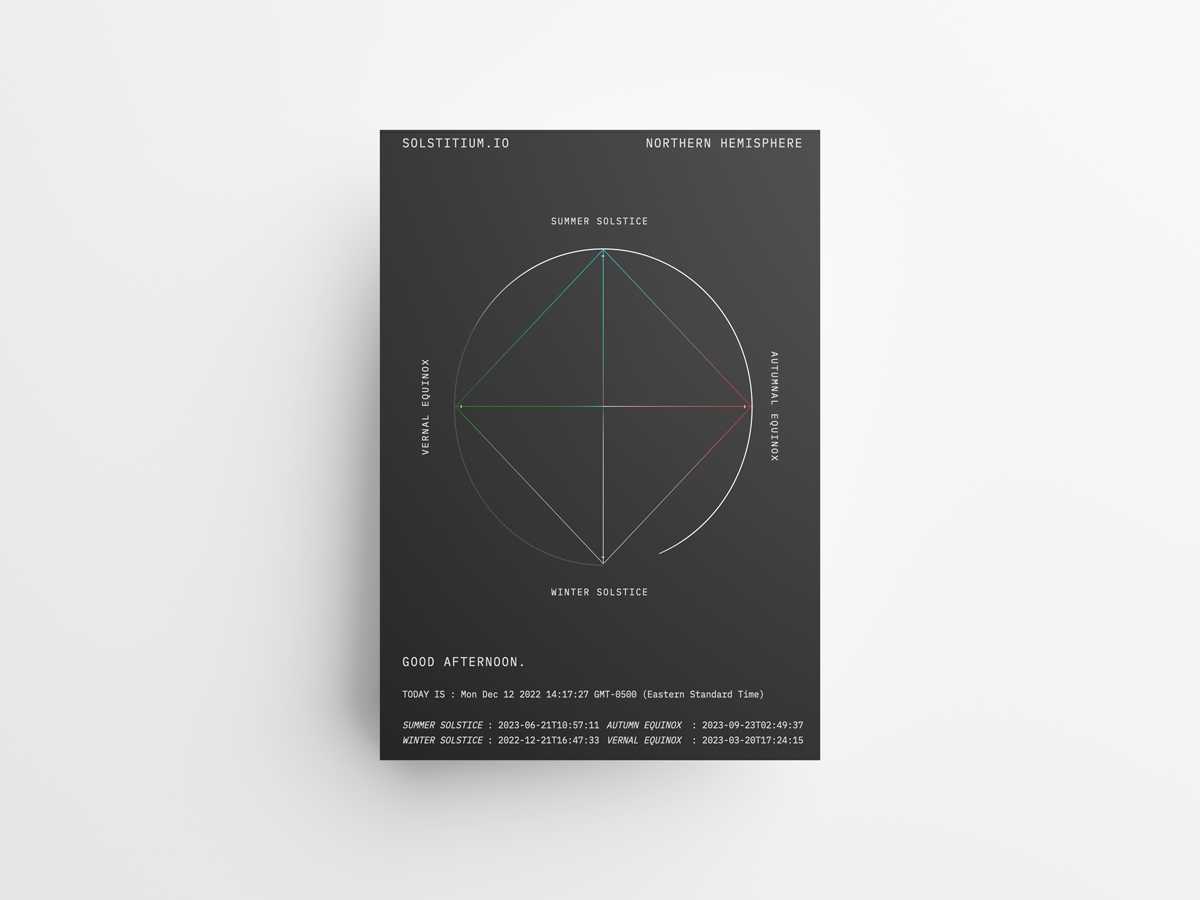 SOLSTITIUM.IO NORTHERN HEMISPHERE
SUMMER SOLSTICE
VERNAL EQUINOX
AUTUMNAL EQUINOX
WINTER SOLSTICE
GOOD AFTERNOON.
TODAY IS : Mon Dec 12 2022 14:17:27 GMT-0500 (Eastern Standard Time)
SUMMER SOLSTICE : 2023-06-21T10:57:11 AUTUMN EQUINOX : 2023-09-23T02:49:37
WINTER SOLSTICE : 2022-12-21T16:47:33 VERNAL EQUINOX : 2023-03-20T17:24:15